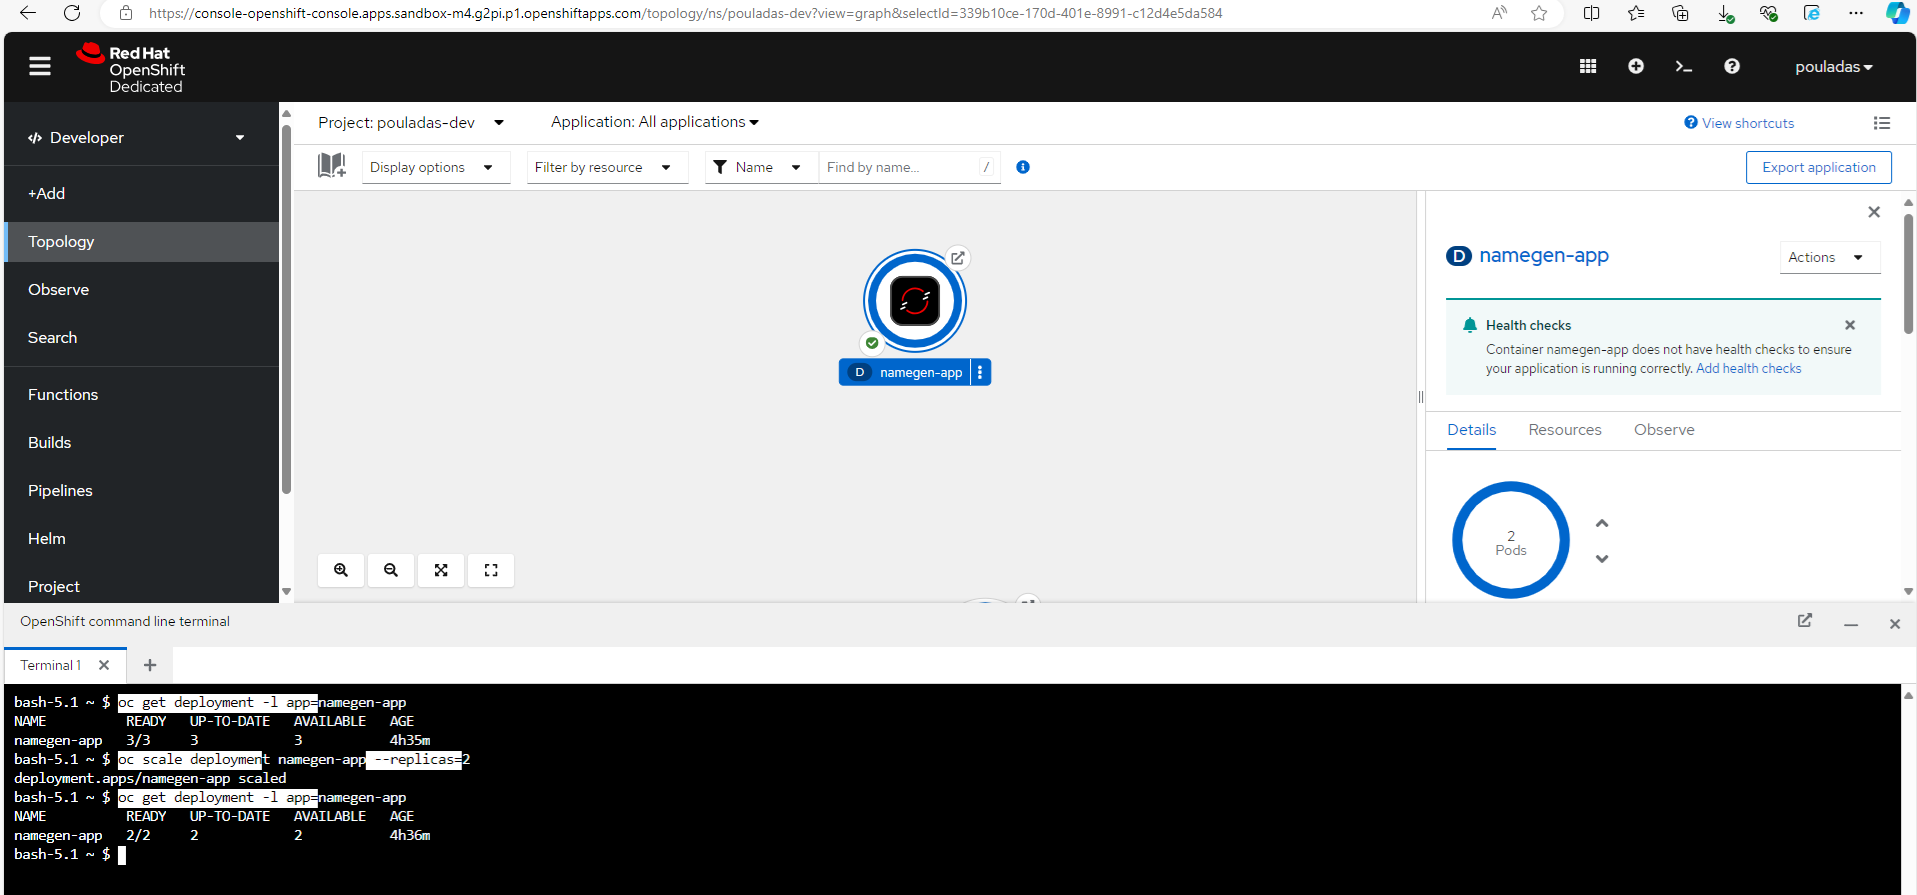 https://console-openshift-console.apps.sandbox-m4.g2pi.p1.openshiftapps.com/topology/ns/pouladas-dev?view=graph&selectId=339b10ce-170d-401e-8991-c12d4e5da584
Red Hat
OpenShift
Dedicated
pouladas
Developer
+Add
Topology
Observe
Search
Functions
Builds
Pipelines
Helm
Project
Project: pouladas-dev
Application: All applications
View shortcuts
Display options
Filter by resource
Name
Find by name...
/
Export application
D namegen-app
D namegen-app
Actions
Health checks
Container namegen-app does not have health checks to ensure
your application is running correctly. Add health checks
Details
Resources
Observe
2
Pods
OpenShift command line terminal
Terminal 1
bash-5.1 ~ $ oc get deployment -l app=namegen-app
NAME READY UP-TO-DATE AVAILABLE AGE
namegen-app 3/3 3 3 4h35m
bash-5.1 ~ $ oc scale deployment namegen-app --replicas=2
deployment.apps/namegen-app scaled
bash-5.1 ~ $ oc get deployment -l app=namegen-app
NAME READY UP-TO-DATE AVAILABLE AGE
namegen-app 2/2 2 2 4h36m
bash-5.1 ~ $